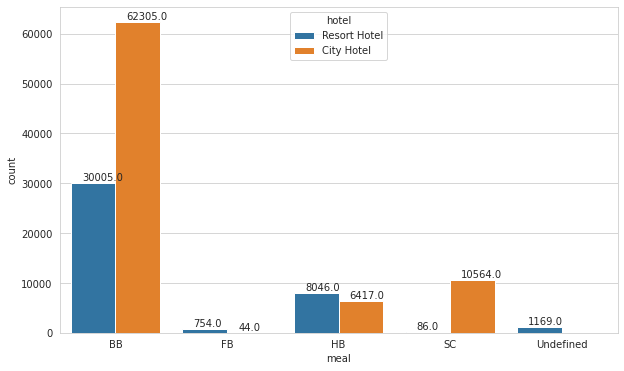 hotel
Resort Hotel
City Hotel
count
60000
50000
40000
30000
20000
10000
0
30005.0
62305.0
754.0
44.0
8046.0
6417.0
86.0
10564.0
1169.0
BB
FB
HB
SC
Undefined
meal